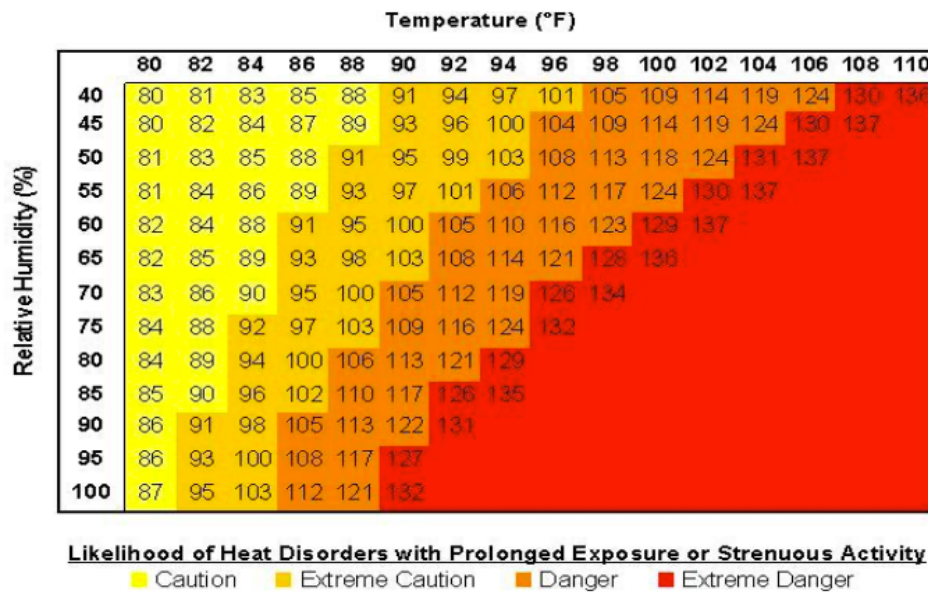 Temperature (°F)
80 82 84 86 88 90 92 94 96 98 100 102 104 106 108 110
Relative Humidity (%)
40 80 81 83 85 88 91 94 97 101 105 109 114 119 124 130 136
45 80 82 84 87 89 93 96 100 104 109 114 119 124 130 137
50 81 83 85 88 91 95 99 103 108 113 118 124 131 137
55 81 84 86 89 93 97 101 106 112 117 124 130 137
60 82 84 88 91 95 100 105 110 116 123 129 137
65 82 85 89 93 98 103 108 114 121 128 136
70 83 86 90 95 100 105 112 119 126 134
75 84 88 92 97 103 109 116 124 132
80 84 89 94 100 106 113 121 129
85 85 90 96 102 110 117 126 135
90 86 91 98 105 113 122 131
95 86 93 100 108 117 127
100 87 95 103 112 121 132
Likelihood of Heat Disorders with Prolonged Exposure or Strenuous Activity
Caution Extreme Caution Danger Extreme Danger